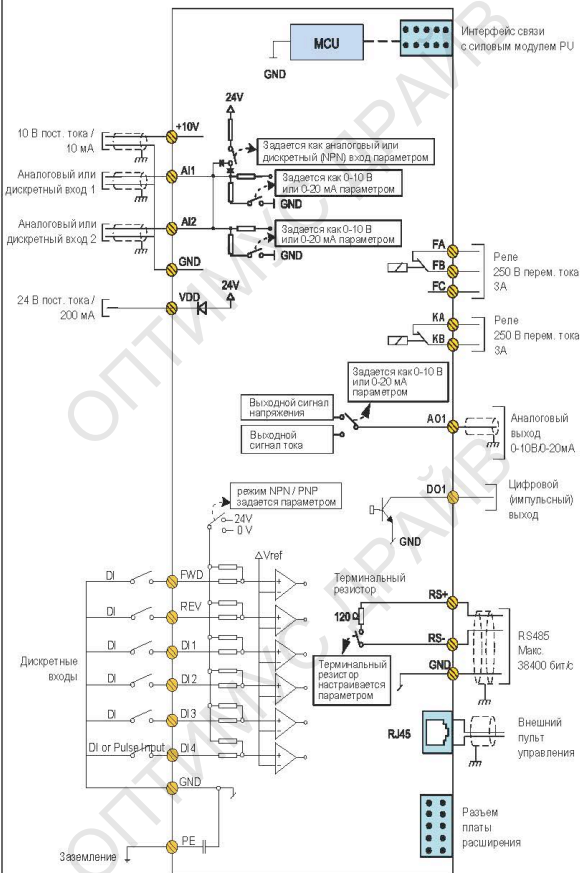 MCU
GND
Интерфейс связи
с силовым модулем PU
24V
10 В пост. тока /
10 мА
+10V
Задается как аналоговый или
дискретный (NPN) вход параметром
Аналоговый или
дискретный вход 1
AI1
Задается как 0-10 В
или 0-20 мА параметром
GND
Аналоговый или
дискретный вход 2
AI2
Задается как 0-10 В
или 0-20 мА параметром
GND
GND
24 В пост. тока /
200 мА
VDD
24V
FA
FB
FC
Реле
250 В перем. тока
3А
KA
KB
Реле
250 В перем. тока
3А
Задается как 0-10 В
или 0-20 мА
параметром
Выходной сигнал
напряжения
Выходной
сигнал тока
AO1
Аналоговый
выход
0-10В/0-20мА
DO1
GND
Цифровой
(импульсный)
выход
режим NPN / PNP
задается параметром
24V
0 V
Vref
Дискретные
входы
DI
FWD
DI
REV
DI
DI1
DI
DI2
DI
DI3
DI or Pulse Input
DI4
GND
PE
Заземление
Терминальный
резистор
120Ω
Терминальный
резистор
настраивается
параметром
RS+
RS-
GND
RS485
Макс.
38400 бит/с
RJ45
Внешний
пульт
управления
Разъем
платы
расширения
ОПТИМУС ДРАЙВ
ОПТИМУС ДРАЙВ